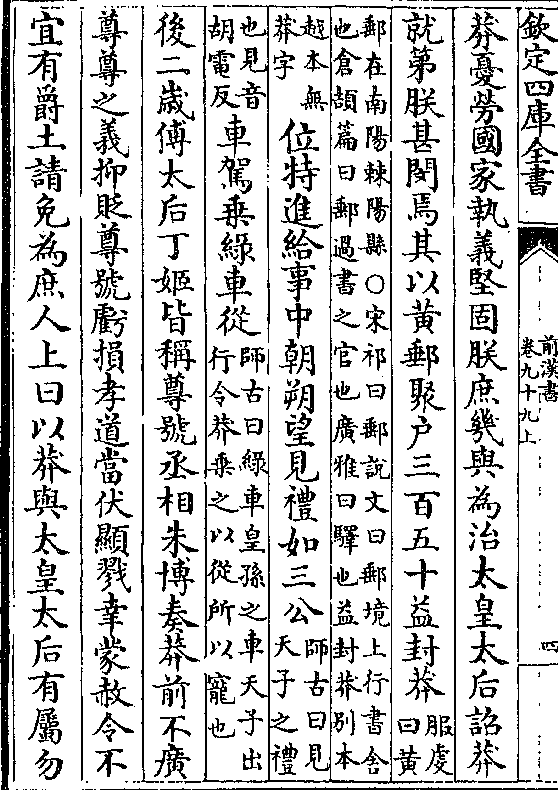 欽定四庫全書
前漢書
卷九十九上
四
莽憂勞國家執義堅固朕庶幾與為治太皇太后詔莽
就第朕甚閔焉其以黃郵聚户三百五十益封莽服虔曰黄
郵在南陽棘陽縣○宋祁曰郵說文曰郵境上行書舍
也倉頡篇曰郵過書之官也廣雅曰驛也益封莽别本
越本無莽字位特進給事中朝朔望見禮如三公師古曰見天子之禮
也見音胡電反車駕乗綠車從師古曰綠車皇孫之車天子出行令莽乗之以從所以寵也
後二歲傅太后丁姬皆稱尊號丞相朱博奏莽前不廣
尊尊之義抑貶尊號虧損孝道當伏顯戮幸蒙赦令不
宜有爵土請免為庶人上曰以莽與太皇太后有屬勿